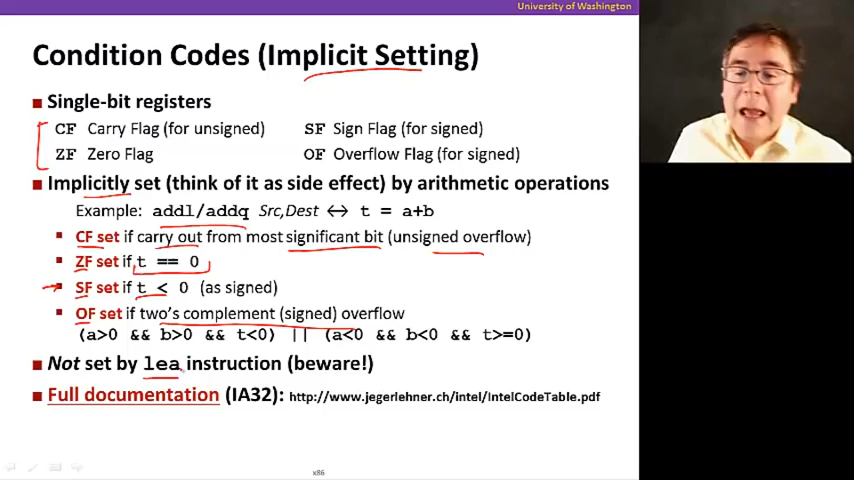 University of Washington
Condition Codes (Implicit Setting)
■ Single-bit registers
CF Carry Flag (for unsigned) SF Sign Flag (for signed)
ZF Zero Flag OF Overflow Flag (for signed)
■ Implicitly set (think of it as side effect) by arithmetic operations
Example: addl/addq Src,Dest ↔ t = a+b
▪ CF set if carry out from most significant bit (unsigned overflow)
▪ ZF set if t == 0
▪ SF set if t < 0 (as signed)
▪ OF set if two's complement (signed) overflow
(a>0 && b>0 && t<0) || (a<0 && b<0 && t>=0)
■ Not set by lea instruction (beware!)
■ Full documentation (IA32): http://www.jegerlehner.ch/intel/IntelCodeTable.pdf
x86